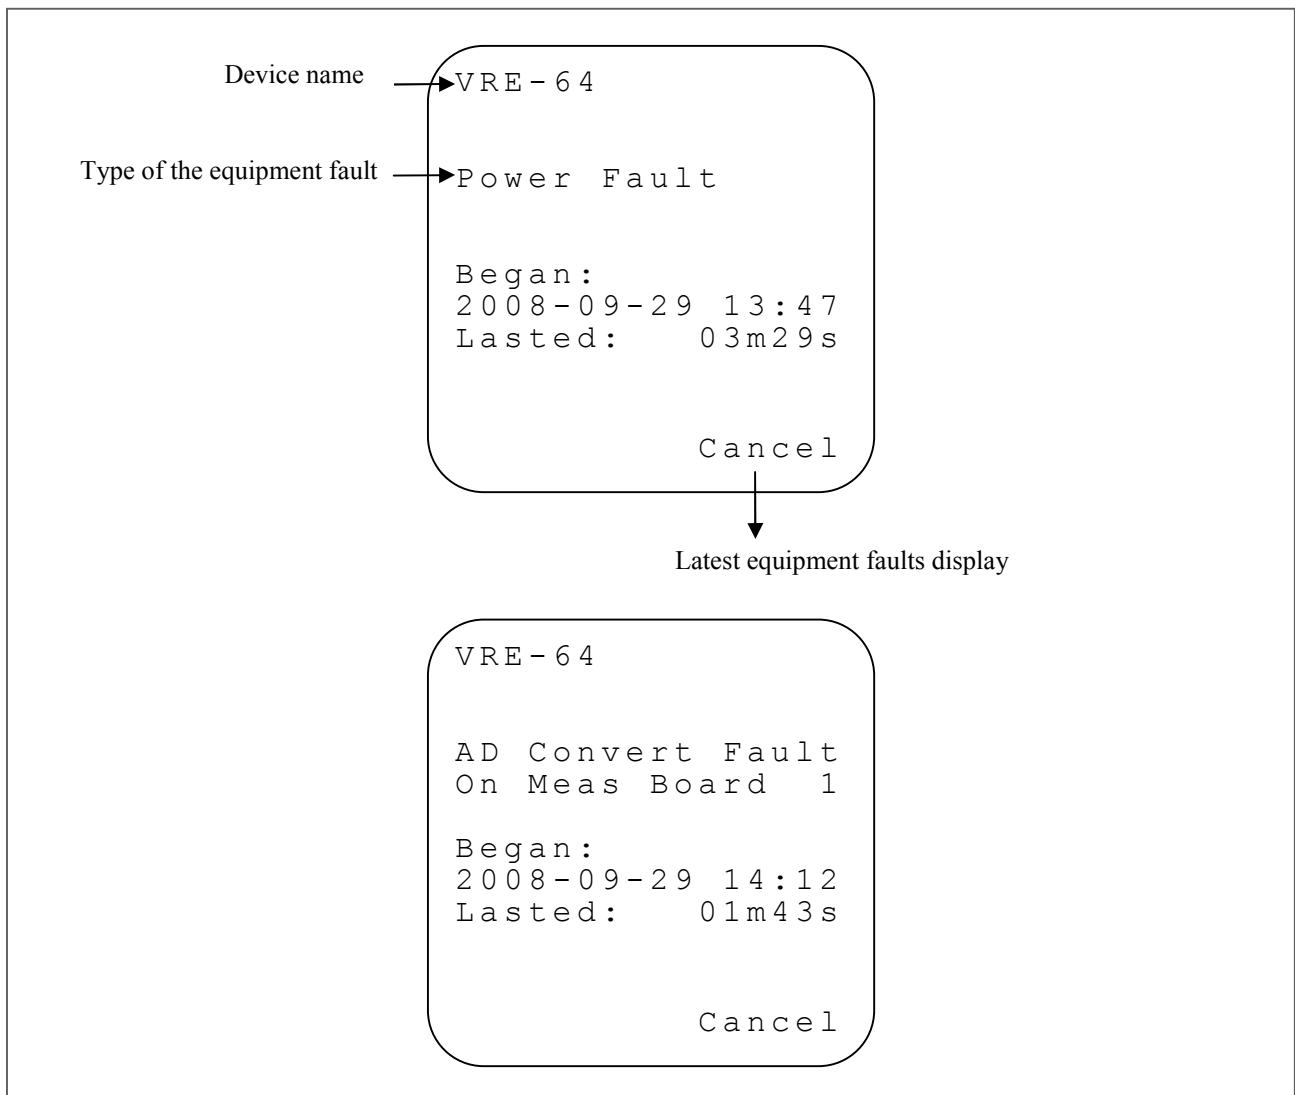 Device name
VRE-64
Type of the equipment fault
Power Fault
Began:
2008-09-29 13:47
Lasted: 03m29s
Cancel
Latest equipment faults display
VRE-64
AD Convert Fault
On Meas Board 1
Began:
2008-09-29 14:12
Lasted: 01m43s
Cancel